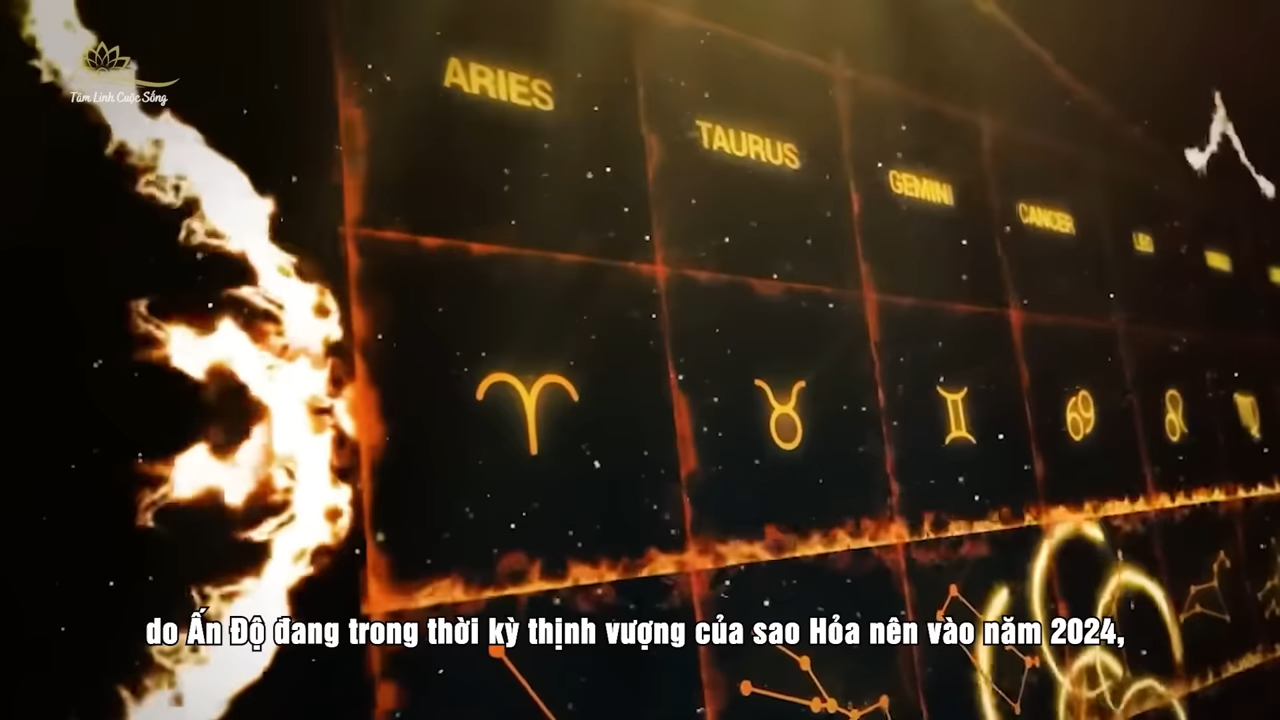 Tâm Linh Cuộc Sống
ARIES
TAURUS
GEMINI
CANCER
LEO
do Ấn Độ đang trong thời kỳ thịnh vượng của sao Hỏa nên vào năm 2024,